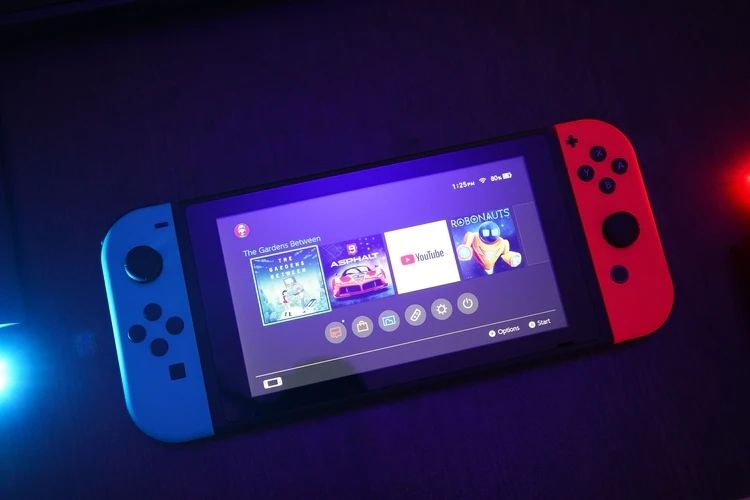 1:25PM 80%
The Gardens Between
THE
GARDENS
BETWEEN
ASPHALT
YouTube
ROBONAUTS
+ Options A Start
X
Y A
B